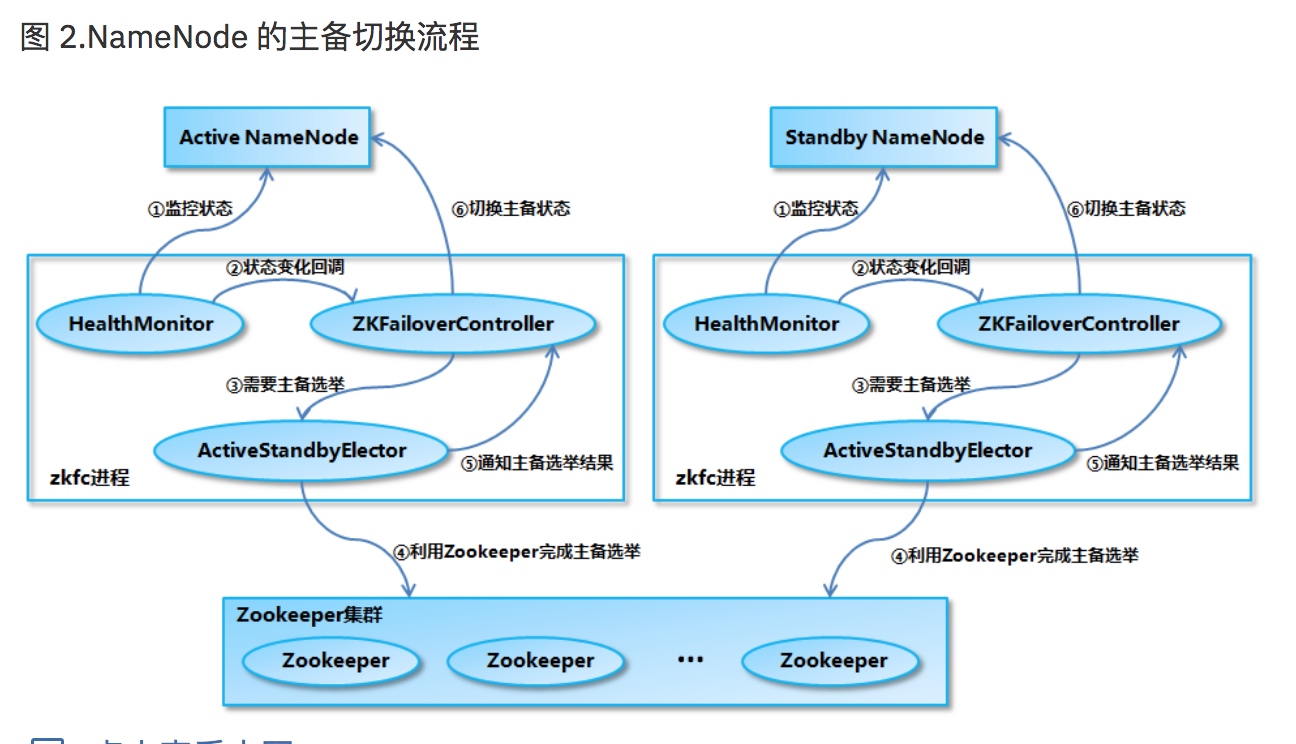 图 2.NameNode 的主备切换流程
Active NameNode
Standby NameNode
①监控状态
⑥切换主备状态
①监控状态
⑥切换主备状态
②状态变化回调
②状态变化回调
HealthMonitor
ZKFailoverController
HealthMonitor
ZKFailoverController
③需要主备选举
③需要主备选举
ActiveStandbyElector
ActiveStandbyElector
⑤通知主备选举结果
⑤通知主备选举结果
zkfc进程
zkfc进程
④利用Zookeeper完成主备选举
④利用Zookeeper完成主备选举
Zookeeper集群
Zookeeper
Zookeeper
...
Zookeeper